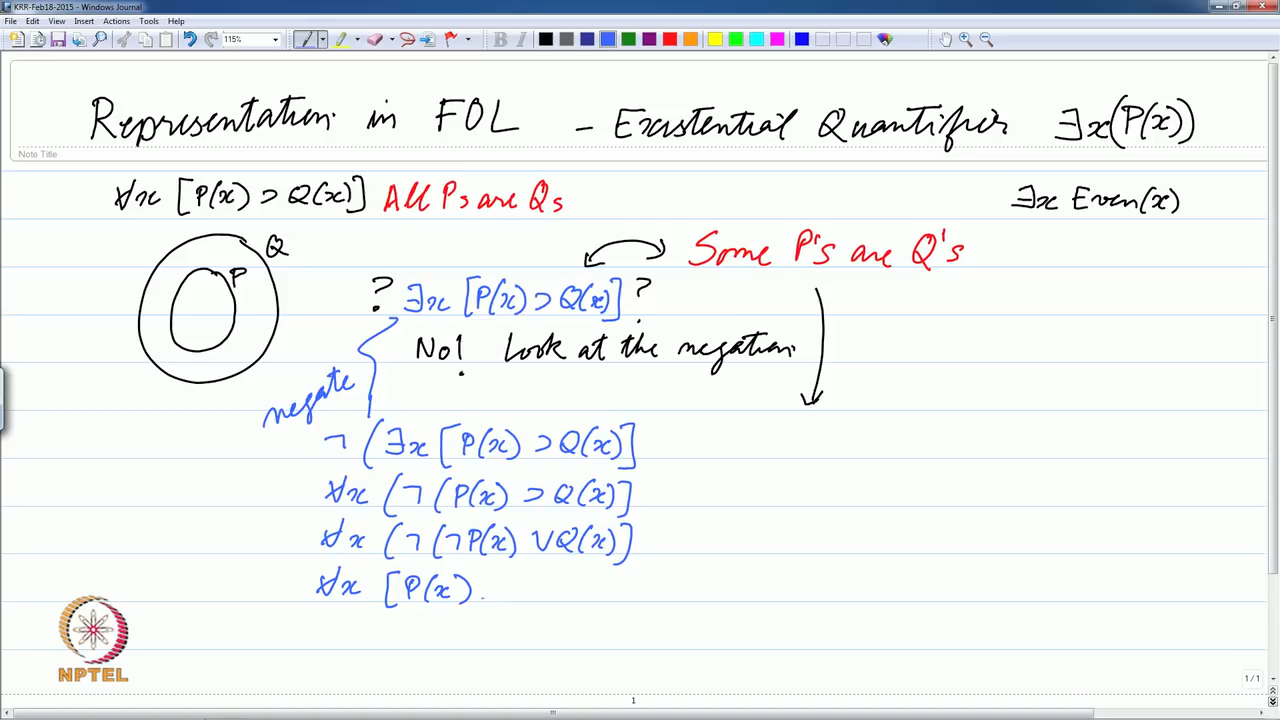 KRR-Feb18-2015 - Windows Journal
File Edit View Insert Actions Tools Help
115%
Representation in FOL - Existential Quantifier ∃x(P(x))
Note Title
∀x [P(x) ⊃ Q(x)] All Ps are Qs ∃x Even(x)
Q
P
Some P's are Q's
? ∃x [P(x) ⊃ Q(x)] ?
No! Look at the negation.
negate
¬ (∃x [P(x) ⊃ Q(x)]
∀x (¬ (P(x) ⊃ Q(x)]
∀x (¬ (¬P(x) ∨ Q(x)]
∀x [P(x)
NPTEL
1/1
1